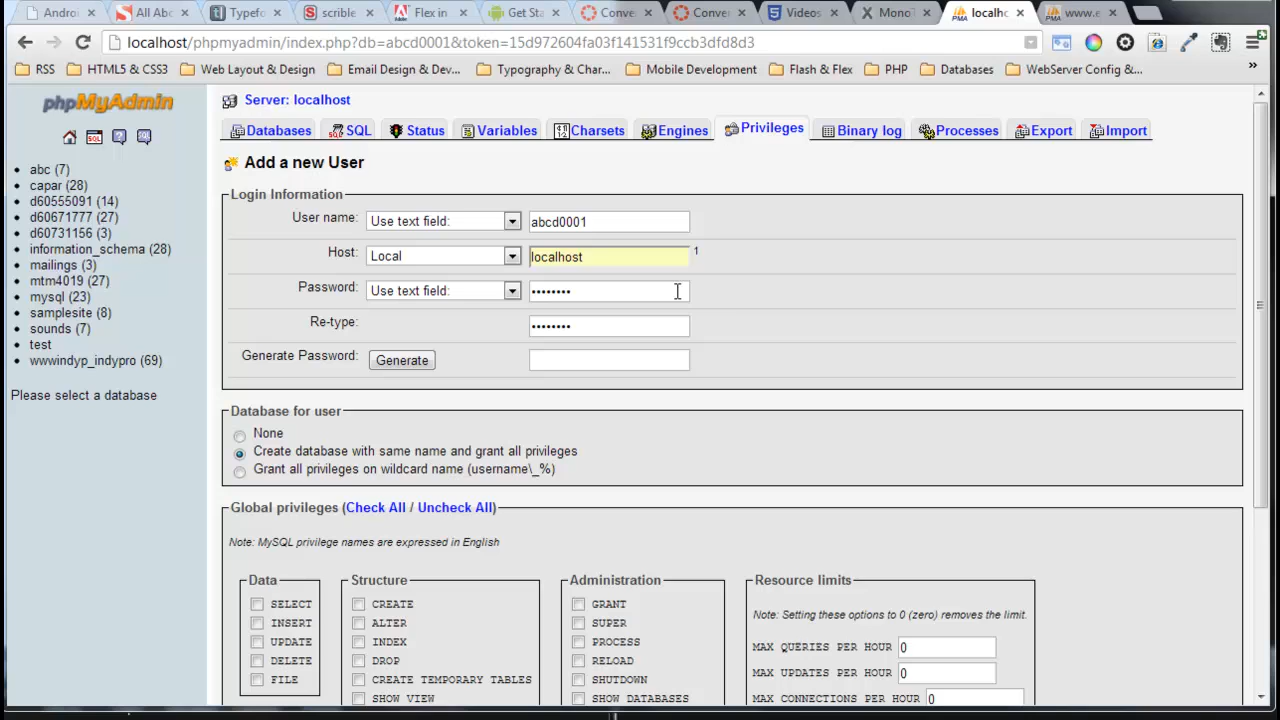 Andro
All Abc
Typefo
scrible
Flex in
Get Sta
Conve
Conver
Videos
MonoT
localhc
www.e
localhost/phpmyadmin/index.php?db=abcd0001&token=15d972604fa03f141531f9ccb3dfd8d3
RSS
HTML5 & CSS3
Web Layout & Design
Email Design & Dev...
Typography & Char...
Mobile Development
Flash & Flex
PHP
Databases
WebServer Config &...
»
phpMyAdmin
SQL
SQL
abc (7)
capar (28)
d60555091 (14)
d60671777 (27)
d60731156 (3)
information_schema (28)
mailings (3)
mtm4019 (27)
mysql (23)
samplesite (8)
sounds (7)
test
wwwindyp_indypro (69)
Please select a database
Server: localhost
Databases
SQL
Status
Variables
Charsets
Engines
Privileges
Binary log
Processes
Export
Import
Add a new User
Login Information
User name: Use text field: abcd0001
Host: Local localhost 1
Password: Use text field: ••••••••
Re-type: ••••••••
Generate Password: Generate
Database for user
None
Create database with same name and grant all privileges
Grant all privileges on wildcard name (username\_%)
Global privileges (Check All / Uncheck All)
Note: MySQL privilege names are expressed in English
Data
SELECT
INSERT
UPDATE
DELETE
FILE
Structure
CREATE
ALTER
INDEX
DROP
CREATE TEMPORARY TABLES
SHOW VIEW
Administration
GRANT
SUPER
PROCESS
RELOAD
SHUTDOWN
SHOW DATABASES
Resource limits
Note: Setting these options to 0 (zero) removes the limit.
MAX QUERIES PER HOUR 0
MAX UPDATES PER HOUR 0
MAX CONNECTIONS PER HOUR 0